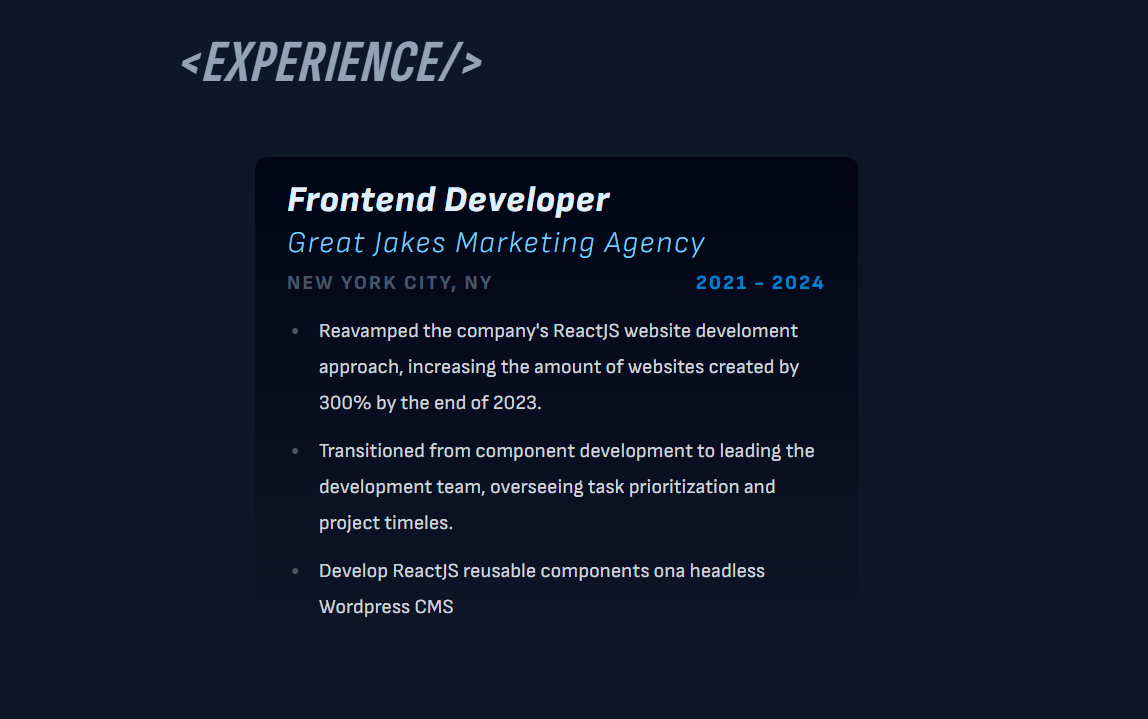 <EXPERIENCE/>
Frontend Developer
Great Jakes Marketing Agency
NEW YORK CITY, NY 2021 - 2024
Reavamped the company's ReactJS website develoment
approach, increasing the amount of websites created by
300% by the end of 2023.
Transitioned from component development to leading the
development team, overseeing task prioritization and
project timeles.
Develop ReactJS reusable components ona headless
Wordpress CMS